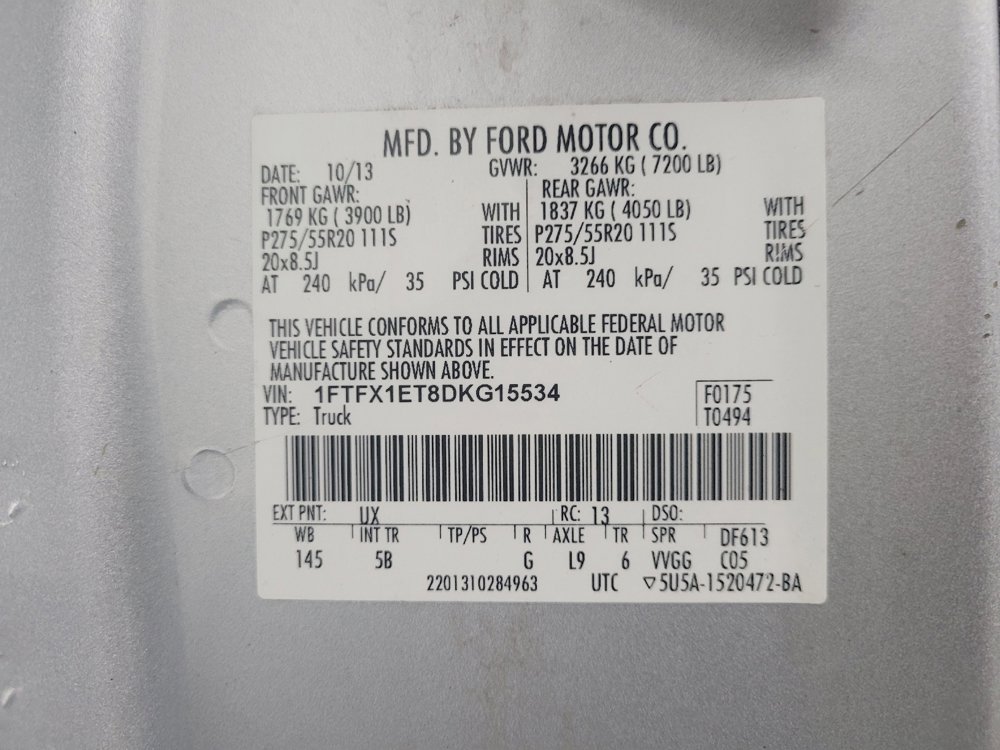 MFD. BY FORD MOTOR CO.
DATE: 10/13 GVWR: 3266 KG ( 7200 LB)
FRONT GAWR: REAR GAWR:
1769 KG ( 3900 LB) WITH 1837 KG ( 4050 LB) WITH
P275/55R20 111S TIRES P275/55R20 111S TIRES
20x8.5J RIMS 20x8.5J RIMS
AT 240 kPa/ 35 PSI COLD AT 240 kPa/ 35 PSI COLD
THIS VEHICLE CONFORMS TO ALL APPLICABLE FEDERAL MOTOR
VEHICLE SAFETY STANDARDS IN EFFECT ON THE DATE OF
MANUFACTURE SHOWN ABOVE.
VIN: 1FTFX1ET8DKG15534 F0175
TYPE: Truck T0494
EXT PNT: UX RC: 13 DSO:
WB INT TR TP/PS R AXLE TR SPR DF613
145 5B G L9 6 VVGG C05
2201310284963 UTC ▽5U5A-1520472-BA